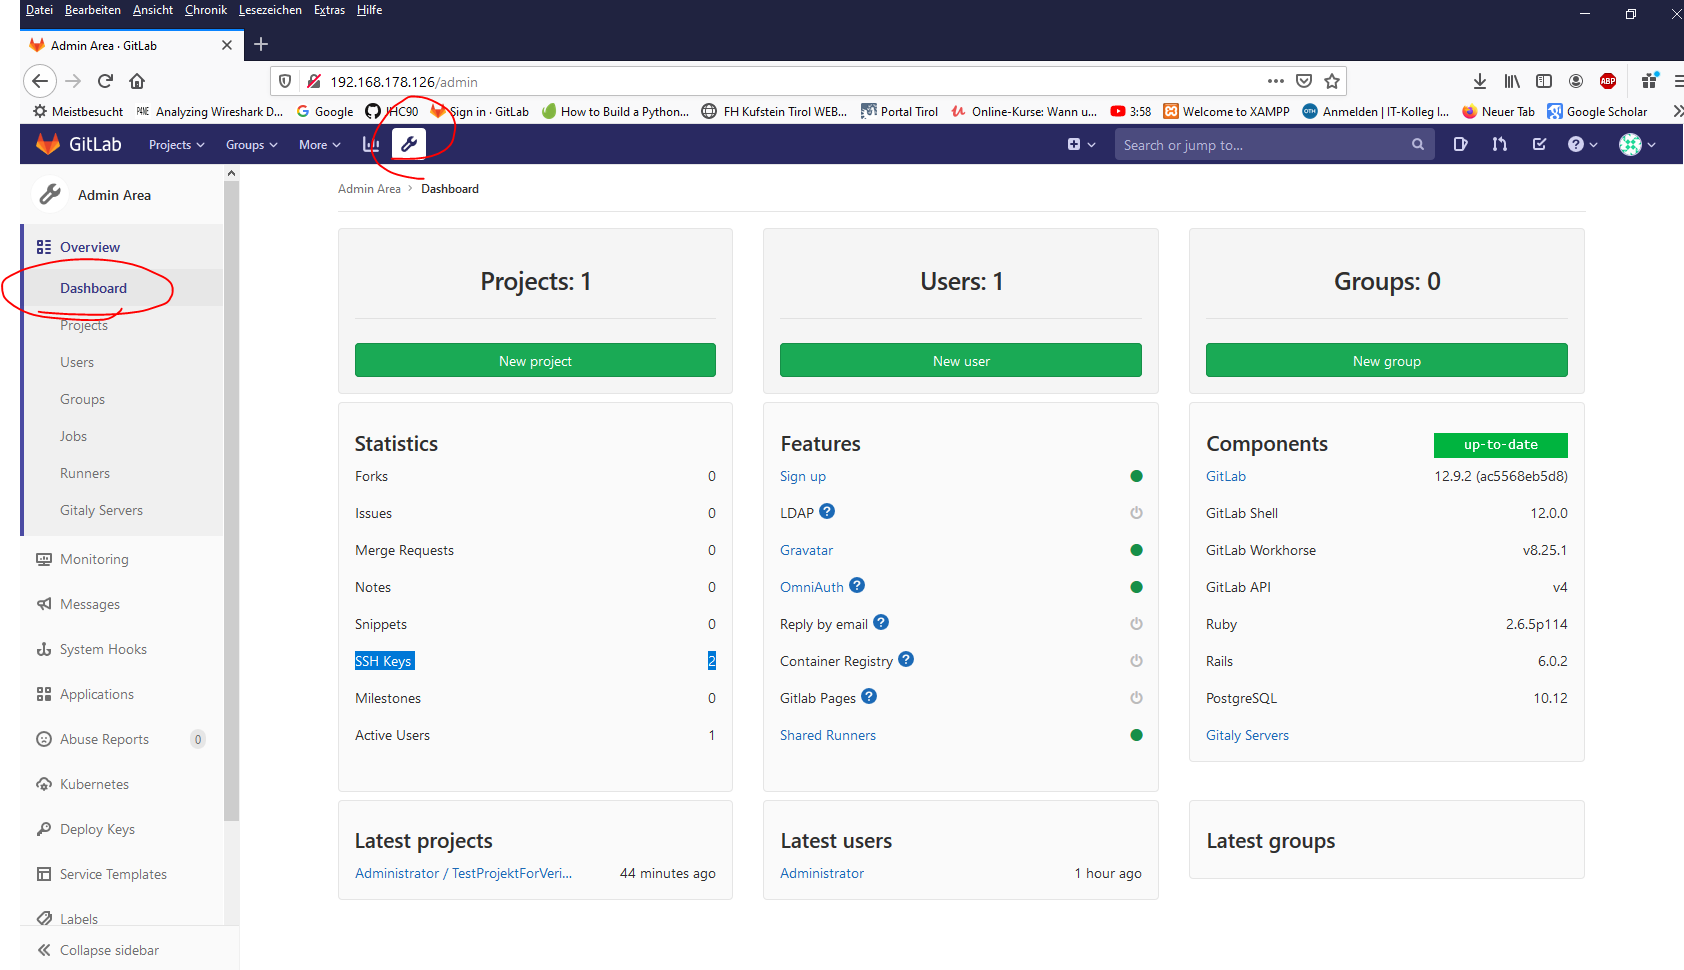 Datei Bearbeiten Ansicht Chronik Lesezeichen Extras Hilfe
Admin Area · GitLab
192.168.178.126/admin
Meistbesucht Analyzing Wireshark D... Google IHC90 Sign in · GitLab How to Build a Python... FH Kufstein Tirol WEB... Portal Tirol Online-Kurse: Wann u... 3:58 Welcome to XAMPP Anmelden | IT-Kolleg I... Neuer Tab Google Scholar
GitLab Projects Groups More Search or jump to...
Admin Area
Admin Area > Dashboard
Overview
Dashboard
Projects
Users
Groups
Jobs
Runners
Gitaly Servers
Monitoring
Messages
System Hooks
Applications
Abuse Reports 0
Kubernetes
Deploy Keys
Service Templates
Labels
Collapse sidebar
Projects: 1
New project
Users: 1
New user
Groups: 0
New group
Statistics
Forks 0
Issues 0
Merge Requests 0
Notes 0
Snippets 0
SSH Keys 2
Milestones 0
Active Users 1
Features
Sign up
LDAP ?
Gravatar
OmniAuth ?
Reply by email ?
Container Registry ?
Gitlab Pages ?
Shared Runners
Components up-to-date
GitLab 12.9.2 (ac5568eb5d8)
GitLab Shell 12.0.0
GitLab Workhorse v8.25.1
GitLab API v4
Ruby 2.6.5p114
Rails 6.0.2
PostgreSQL 10.12
Gitaly Servers
Latest projects
Administrator / TestProjektForVeri... 44 minutes ago
Latest users
Administrator 1 hour ago
Latest groups